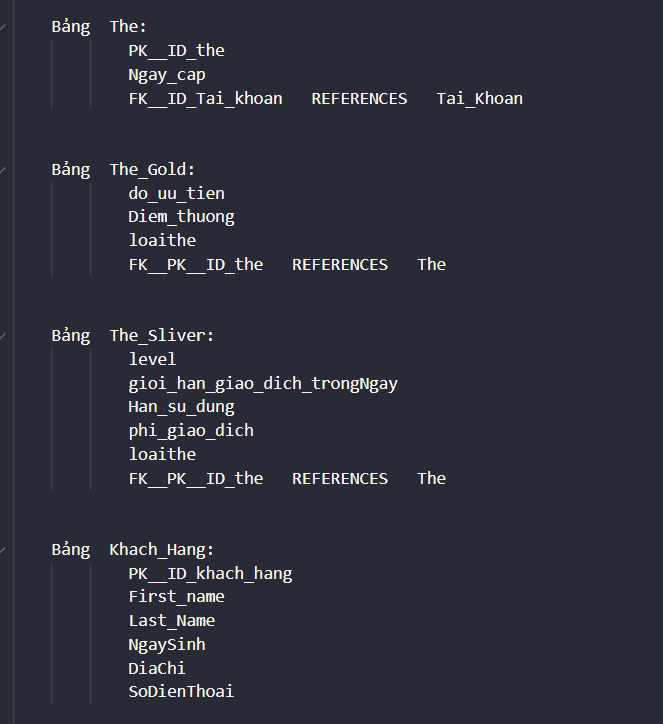 Bảng  The:
PK__ID_the
Ngay_cap
FK__ID_Tai_khoan   REFERENCES   Tai_Khoan
Bảng  The_Gold:
do_uu_tien
Diem_thuong
loaithe
FK__PK__ID_the   REFERENCES   The
Bảng  The_Sliver:
level
gioi_han_giao_dich_trongNgay
Han_su_dung
phi_giao_dich
loaithe
FK__PK__ID_the   REFERENCES   The
Bảng  Khach_Hang:
PK__ID_khach_hang
First_name
Last_Name
NgaySinh
DiaChi
SoDienThoai